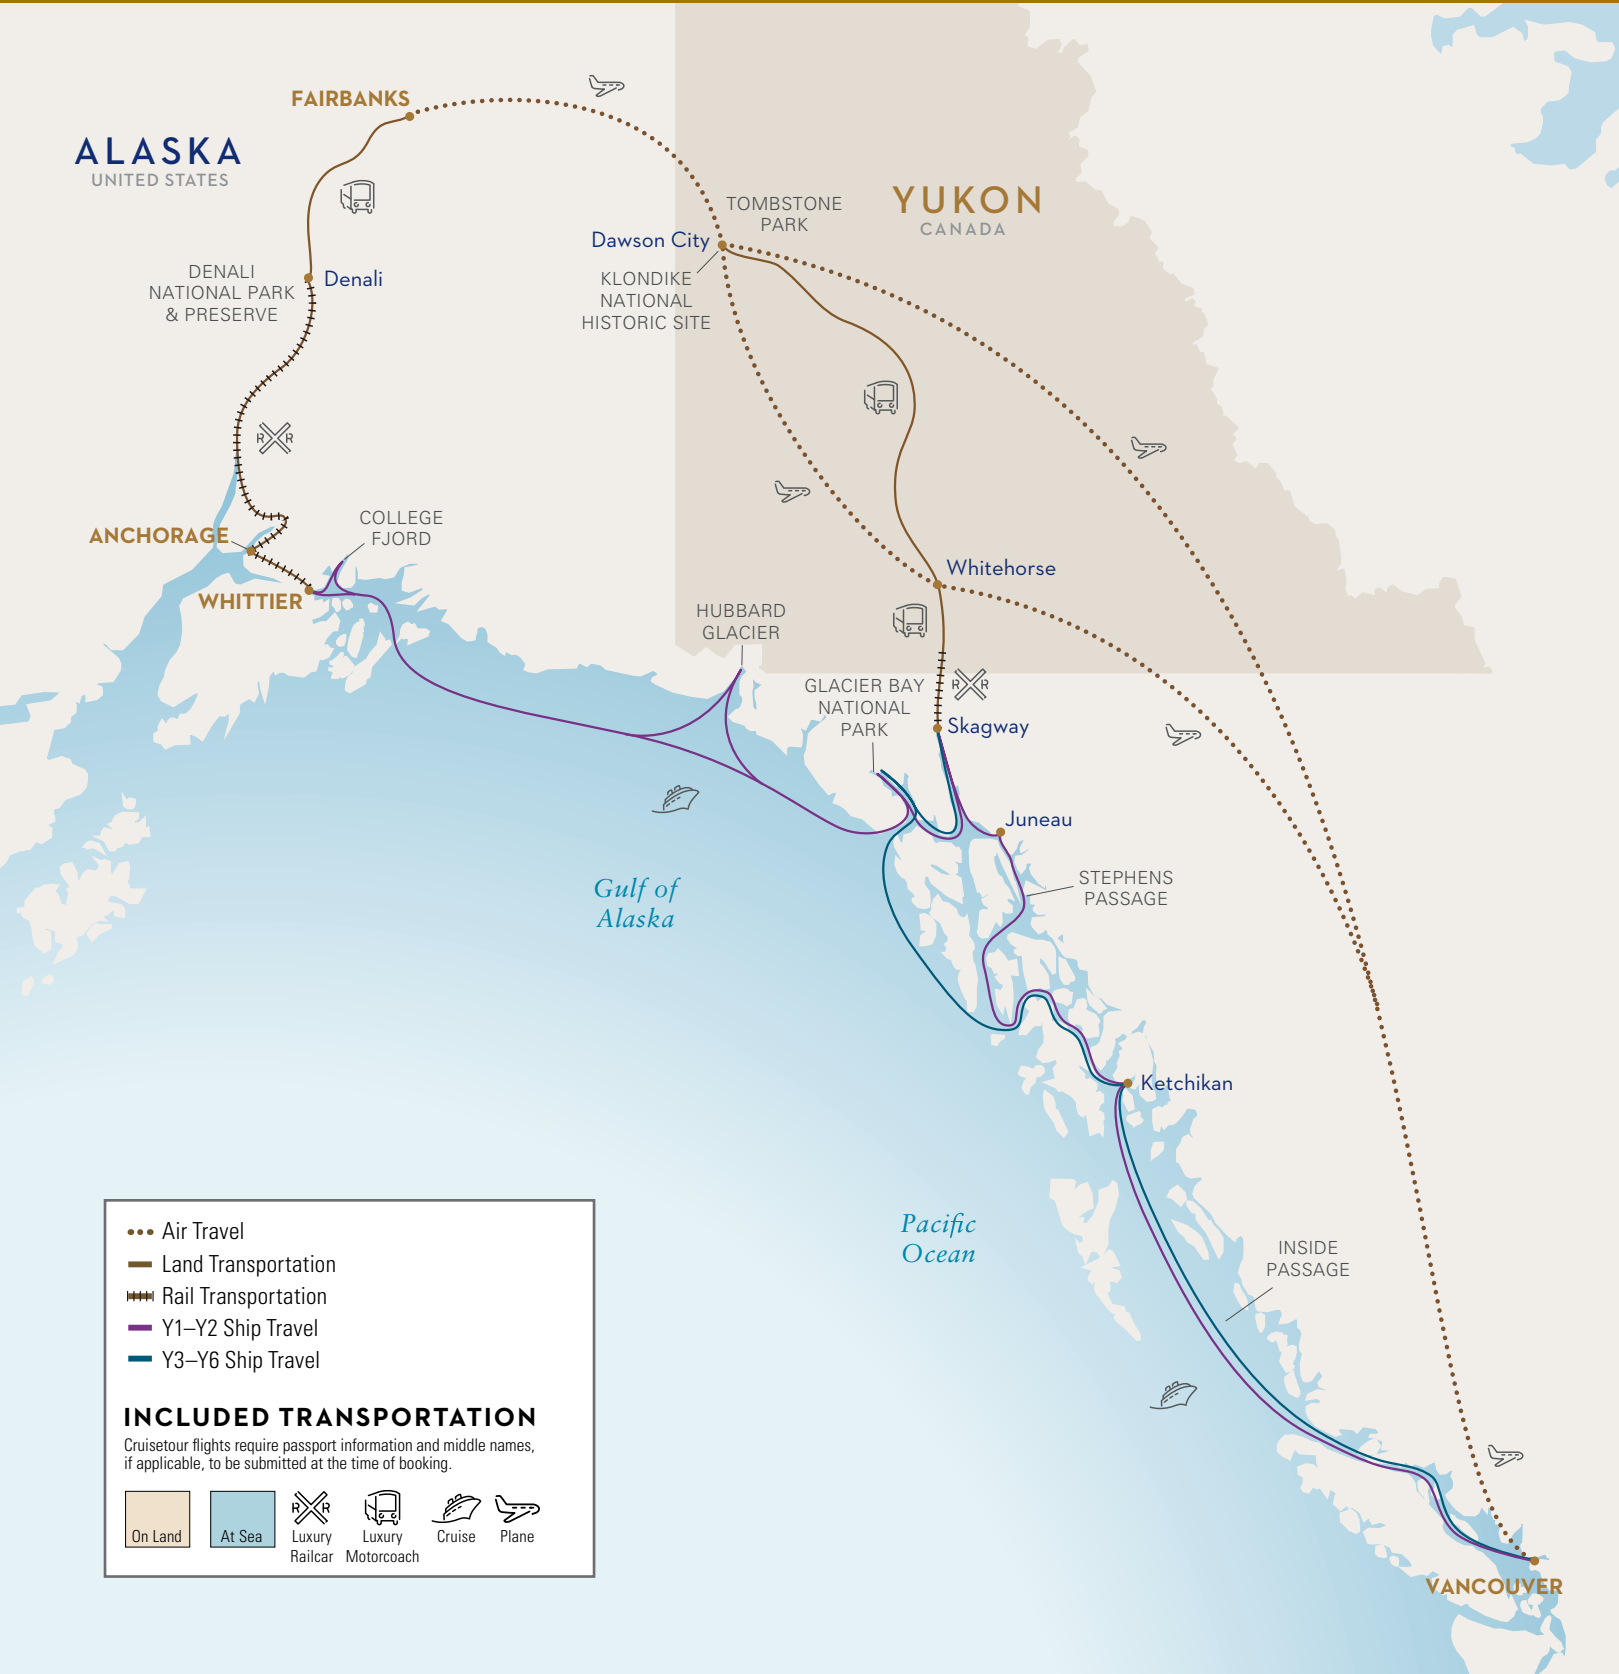 FAIRBANKS
ALASKA
UNITED STATES
TOMBSTONE
PARK
YUKON
CANADA
Dawson City
KLONDIKE
NATIONAL
HISTORIC SITE
DENALI
NATIONAL PARK
& PRESERVE
Denali
R R
ANCHORAGE
COLLEGE
FJORD
WHITTIER
Whitehorse
HUBBARD
GLACIER
GLACIER BAY
NATIONAL
PARK
R R
Skagway
Juneau
STEPHENS
PASSAGE
Gulf of
Alaska
Ketchikan
Pacific
Ocean
INSIDE
PASSAGE
VANCOUVER
Air Travel
Land Transportation
Rail Transportation
Y1–Y2 Ship Travel
Y3–Y6 Ship Travel
INCLUDED TRANSPORTATION
Cruisetour flights require passport information and middle names,
if applicable, to be submitted at the time of booking.
On Land
At Sea
R R
Luxury
Railcar
Luxury
Motorcoach
Cruise
Plane